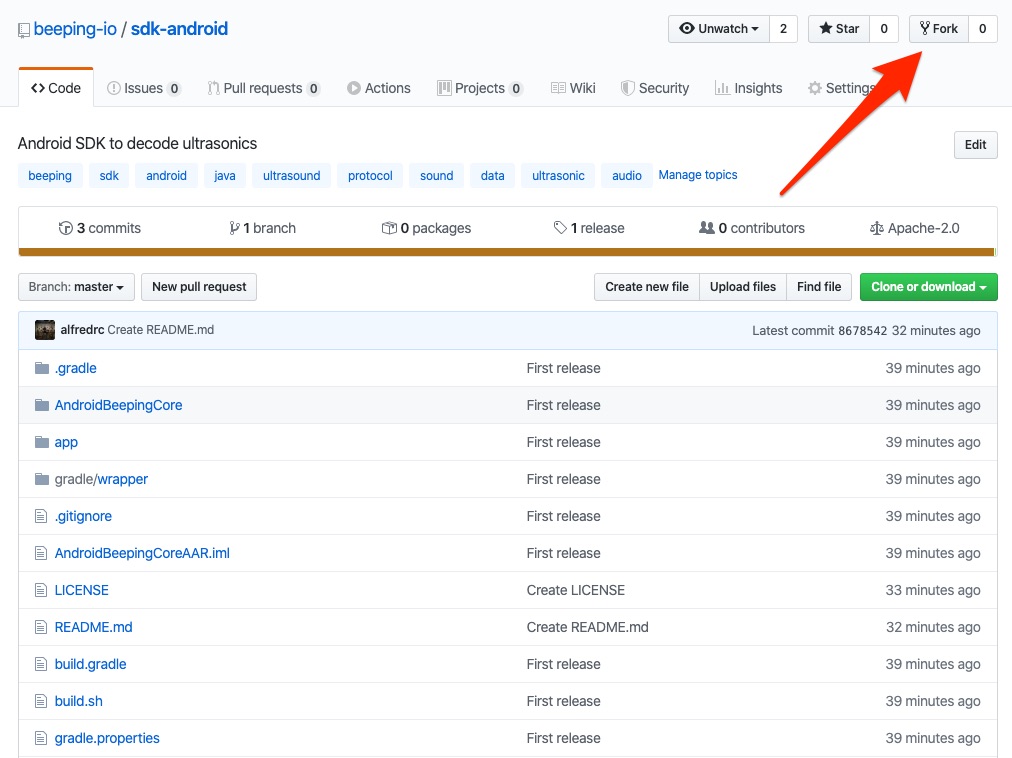 beeping-io / sdk-android Unwatch 2 Star 0 Fork 0
Code Issues 0 Pull requests 0 Actions Projects 0 Wiki Security Insights Settings
Android SDK to decode ultrasonics Edit
beeping sdk android java ultrasound protocol sound data ultrasonic audio Manage topics
3 commits 1 branch 0 packages 1 release 0 contributors Apache-2.0
Branch: master New pull request Create new file Upload files Find file Clone or download
alfredrc Create README.md Latest commit 8678542 32 minutes ago
.gradle First release 39 minutes ago
AndroidBeepingCore First release 39 minutes ago
app First release 39 minutes ago
gradle/wrapper First release 39 minutes ago
.gitignore First release 39 minutes ago
AndroidBeepingCoreAAR.iml First release 39 minutes ago
LICENSE Create LICENSE 33 minutes ago
README.md Create README.md 32 minutes ago
build.gradle First release 39 minutes ago
build.sh First release 39 minutes ago
gradle.properties First release 39 minutes ago